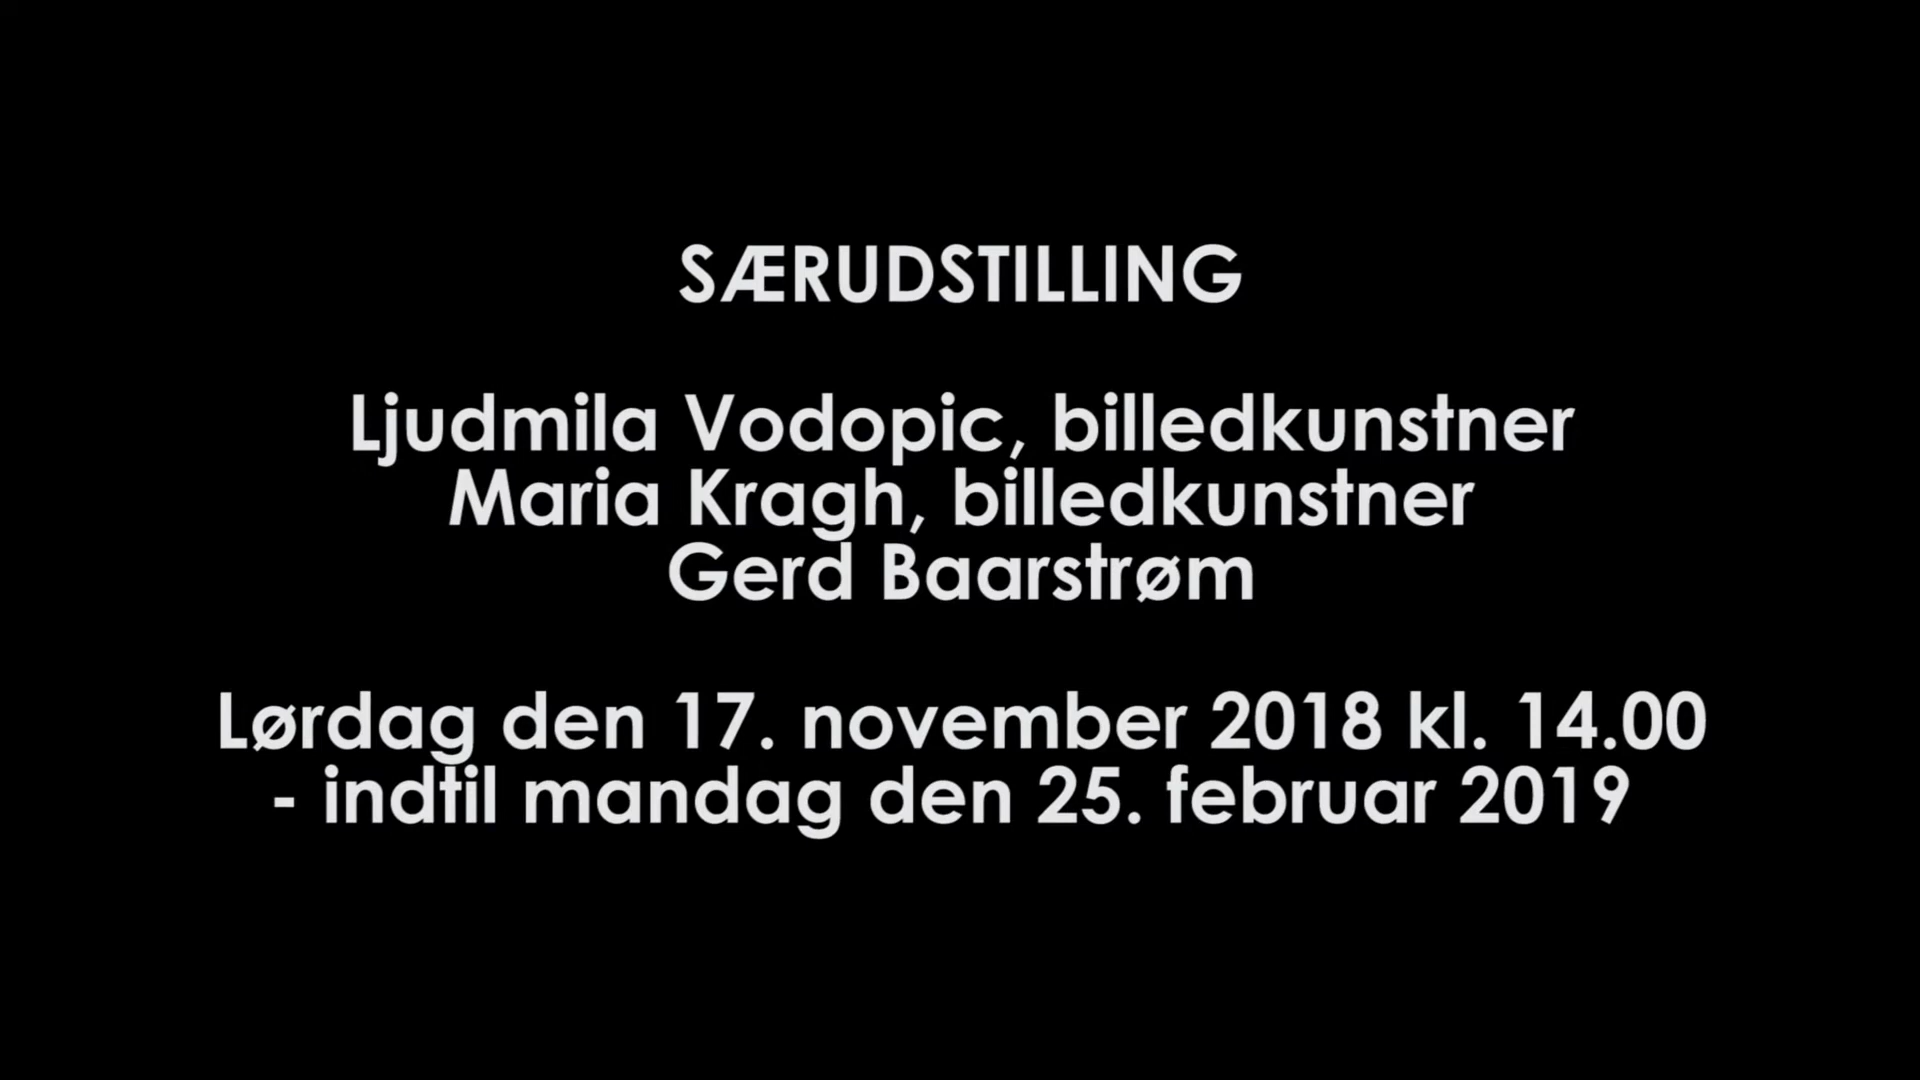 SÆRUDSTILLING
Ljudmila Vodopic, billedkunstner
Maria Kragh, billedkunstner
Gerd Baarstrøm
Lørdag den 17. november 2018 kl. 14.00
- indtil mandag den 25. februar 2019